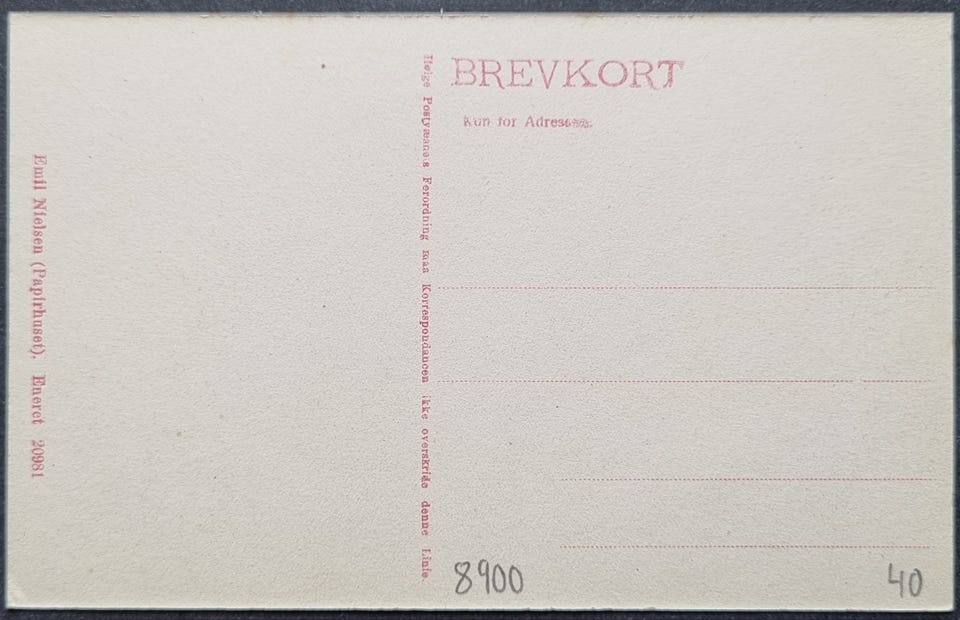 BREVKORT
Kun for Adressen.
Ifølge Postvæsnets Forordning maa Korrespondancen ikke overskride denne Linie.
Emil Nielsen (Papirhuset). Eneret 20981
8900
40